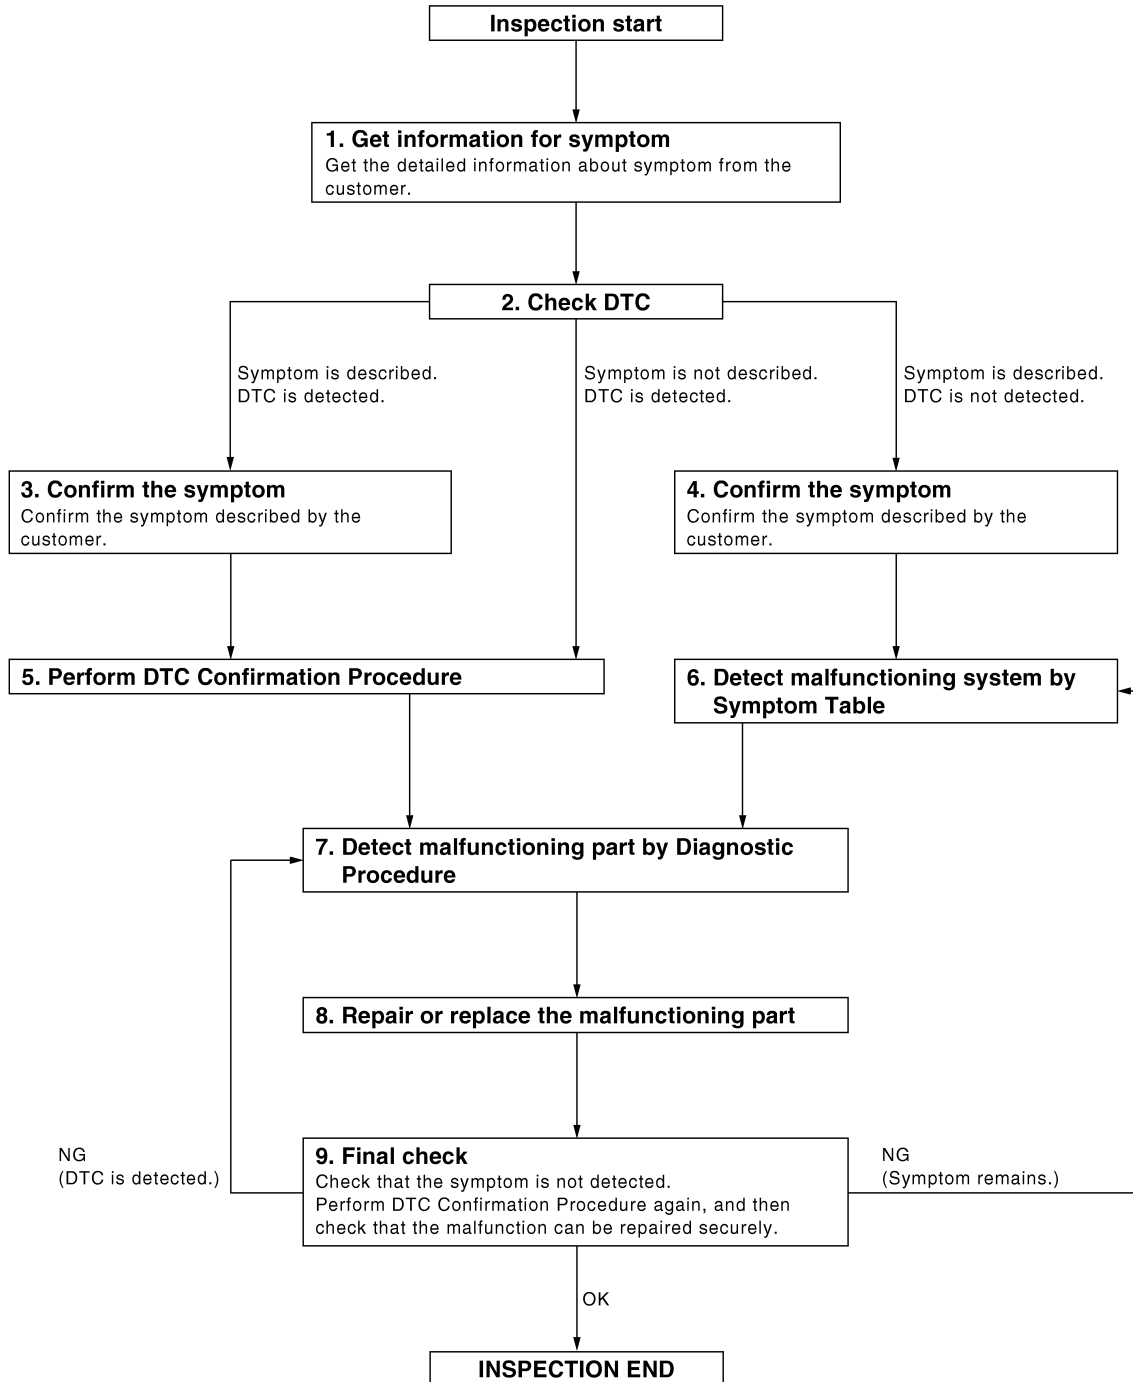 Inspection start
1. Get information for symptom
Get the detailed information about symptom from the
customer.
2. Check DTC
Symptom is described.
DTC is detected.
Symptom is not described.
DTC is detected.
Symptom is described.
DTC is not detected.
3. Confirm the symptom
Confirm the symptom described by the
customer.
4. Confirm the symptom
Confirm the symptom described by the
customer.
5. Perform DTC Confirmation Procedure
6. Detect malfunctioning system by
Symptom Table
7. Detect malfunctioning part by Diagnostic
Procedure
8. Repair or replace the malfunctioning part
NG
(DTC is detected.)
9. Final check
Check that the symptom is not detected.
Perform DTC Confirmation Procedure again, and then
check that the malfunction can be repaired securely.
NG
(Symptom remains.)
OK
INSPECTION END